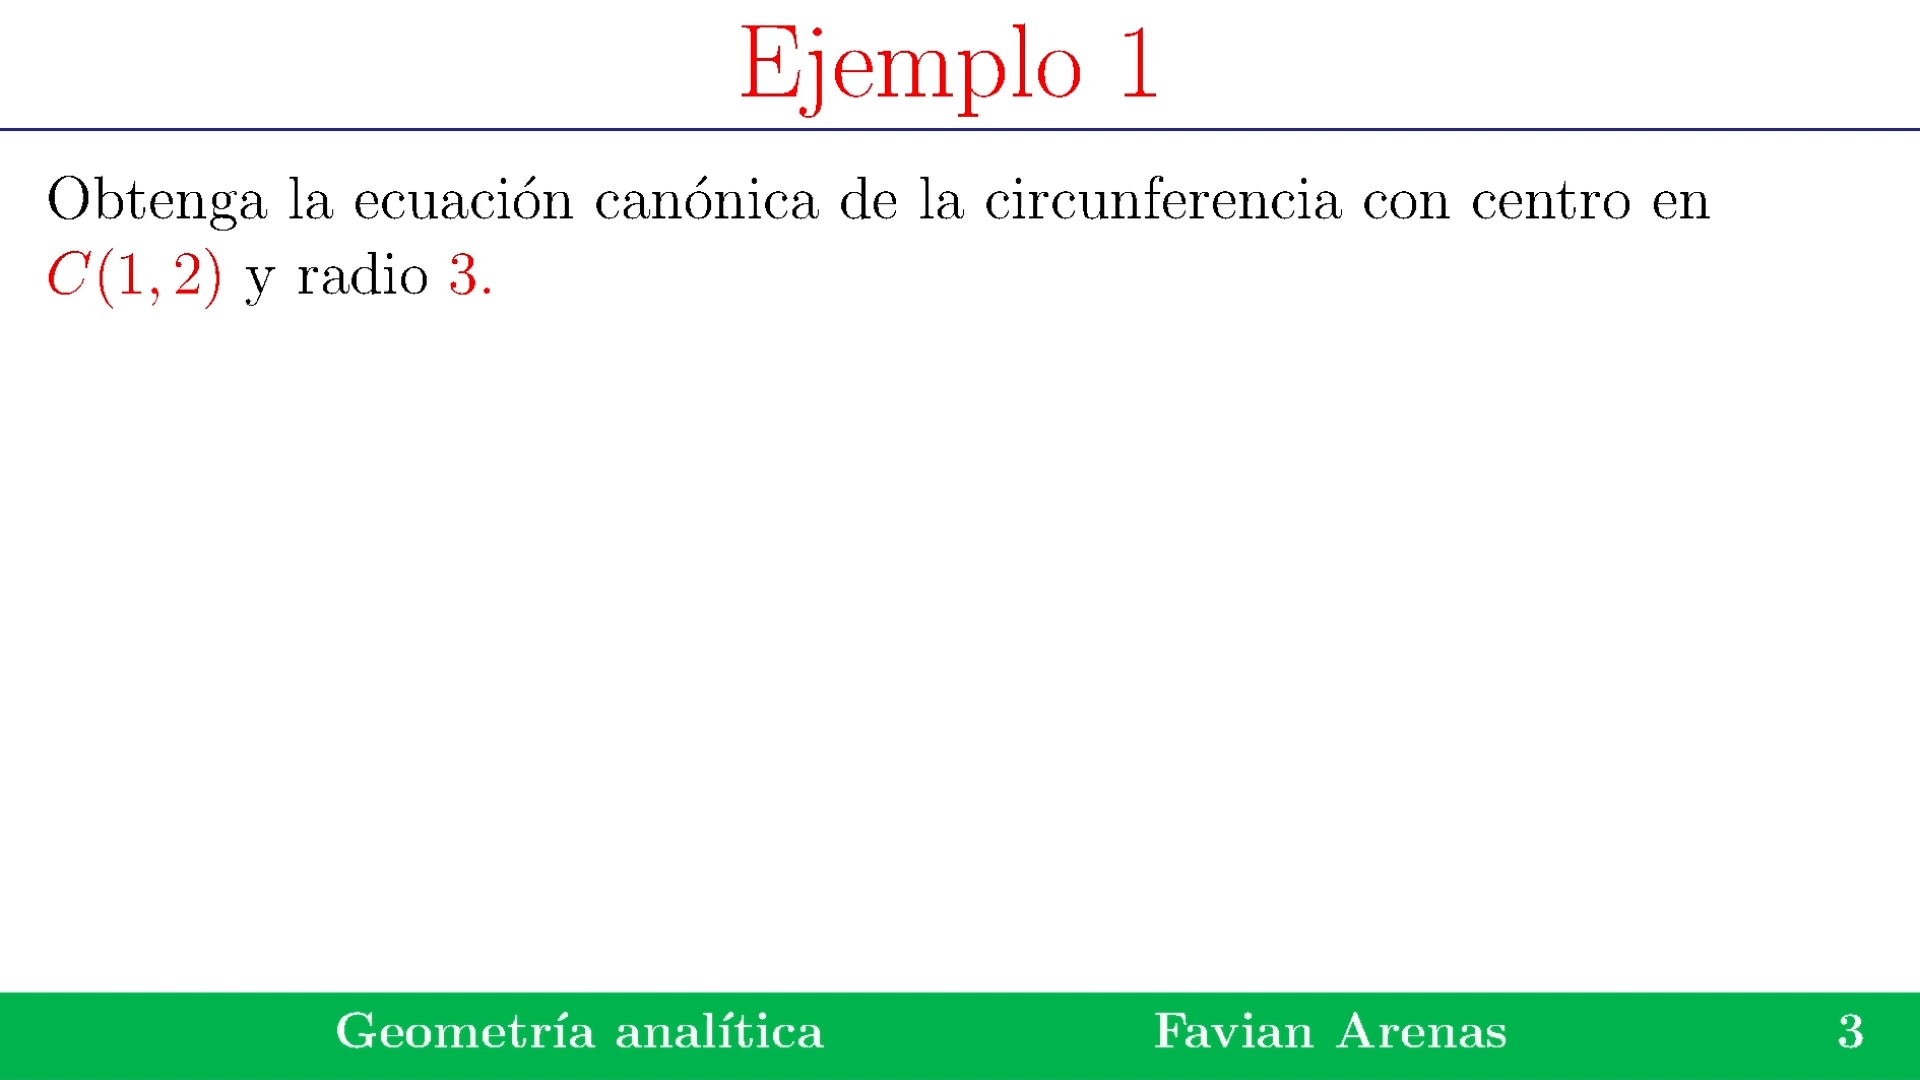 Ejemplo 1
Obtenga la ecuación canónica de la circunferencia con centro en
C(1, 2) y radio 3.
Geometría analítica Favian Arenas 3